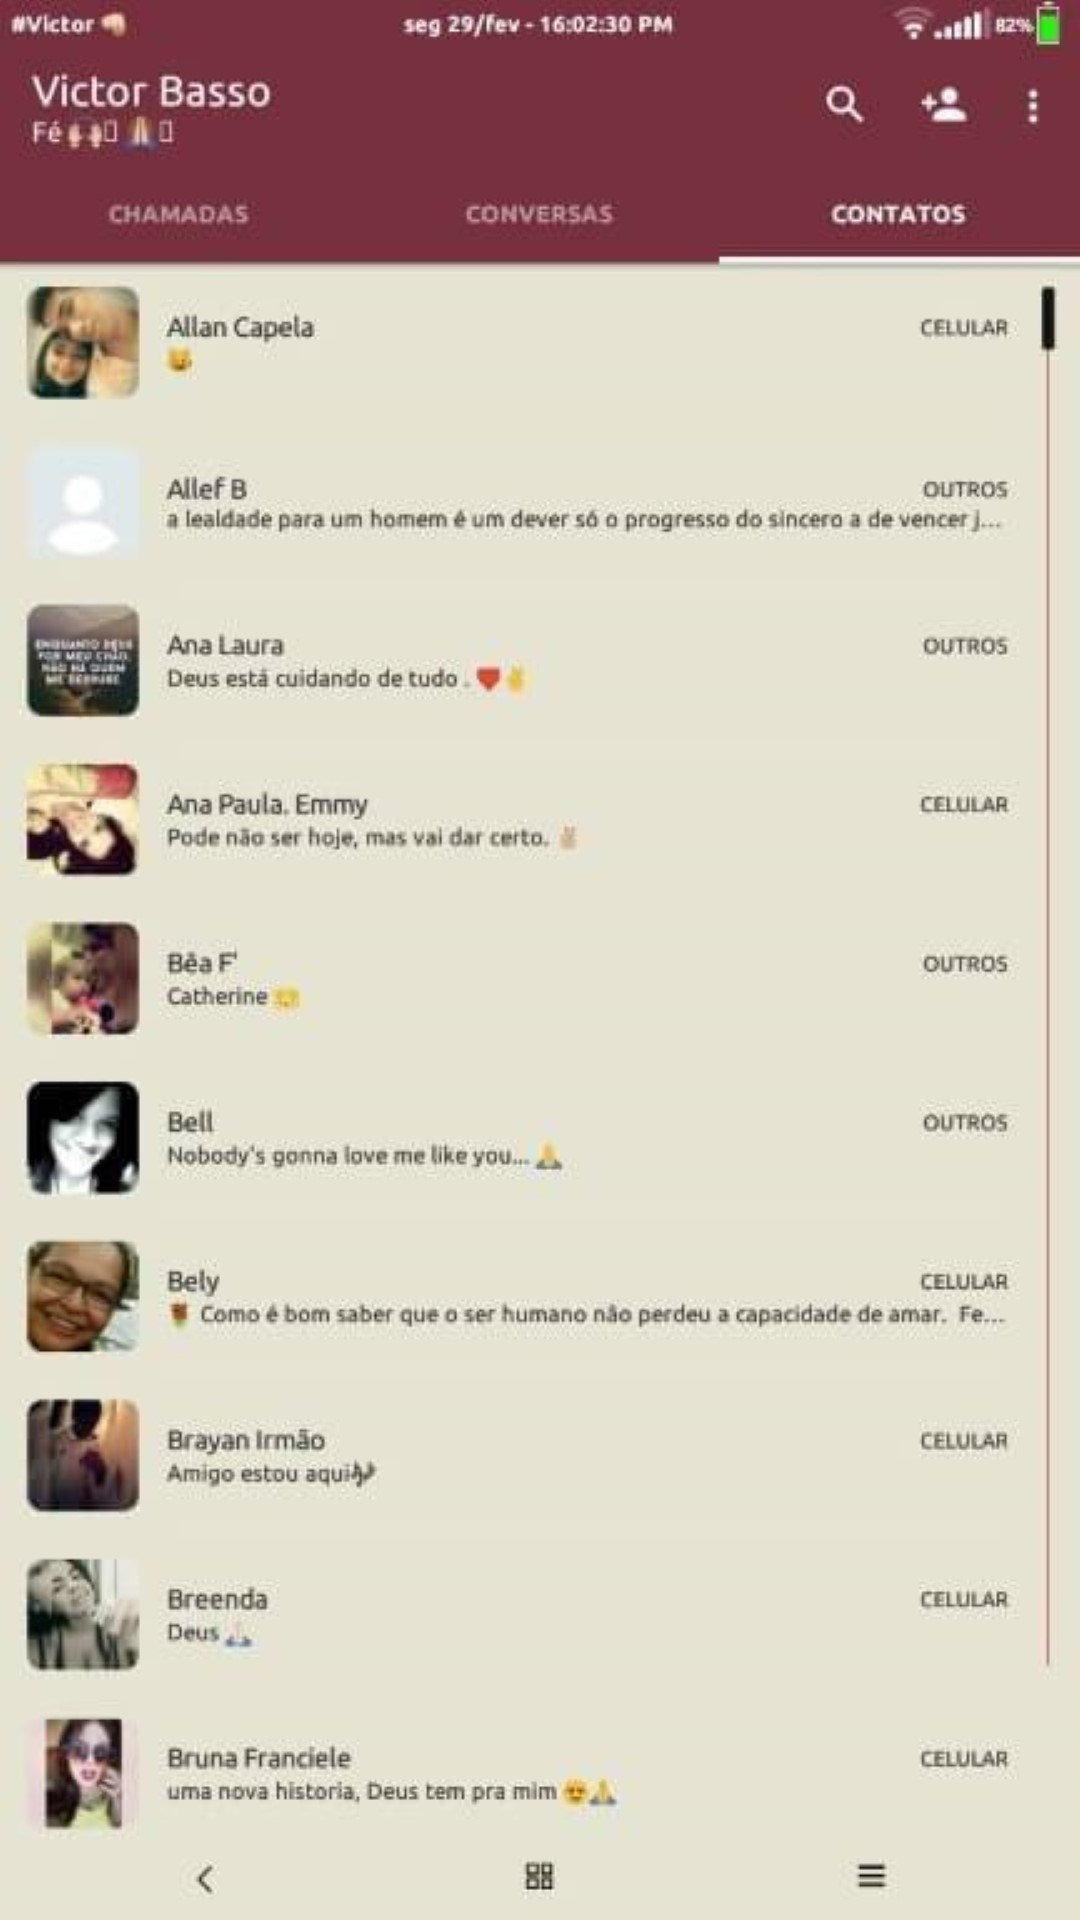 #Victor 👊
seg 29/fev - 16:02:30 PM
82%
Victor Basso
Fé
CHAMADAS
CONVERSAS
CONTATOS
Allan Capela
CELULAR
Allef B
OUTROS
a lealdade para um homem é um dever só o progresso do sincero a de vencer j...
ENQUANTO DEUS
FOR MEU CHÃO,
NÃO HÁ QUEM
ME DERRUBE
Ana Laura
OUTROS
Deus está cuidando de tudo . ❤️✌️
Ana Paula. Emmy
CELULAR
Pode não ser hoje, mas vai dar certo. ✌🏼
Bêa F'
OUTROS
Catherine
Bell
OUTROS
Nobody's gonna love me like you... 🙏
Bely
CELULAR
🌹 Como é bom saber que o ser humano não perdeu a capacidade de amar. Fe...
Brayan Irmão
CELULAR
Amigo estou aqui🎶
Breenda
CELULAR
Deus 🙏🏻
Bruna Franciele
CELULAR
uma nova historia, Deus tem pra mim 😍🙏